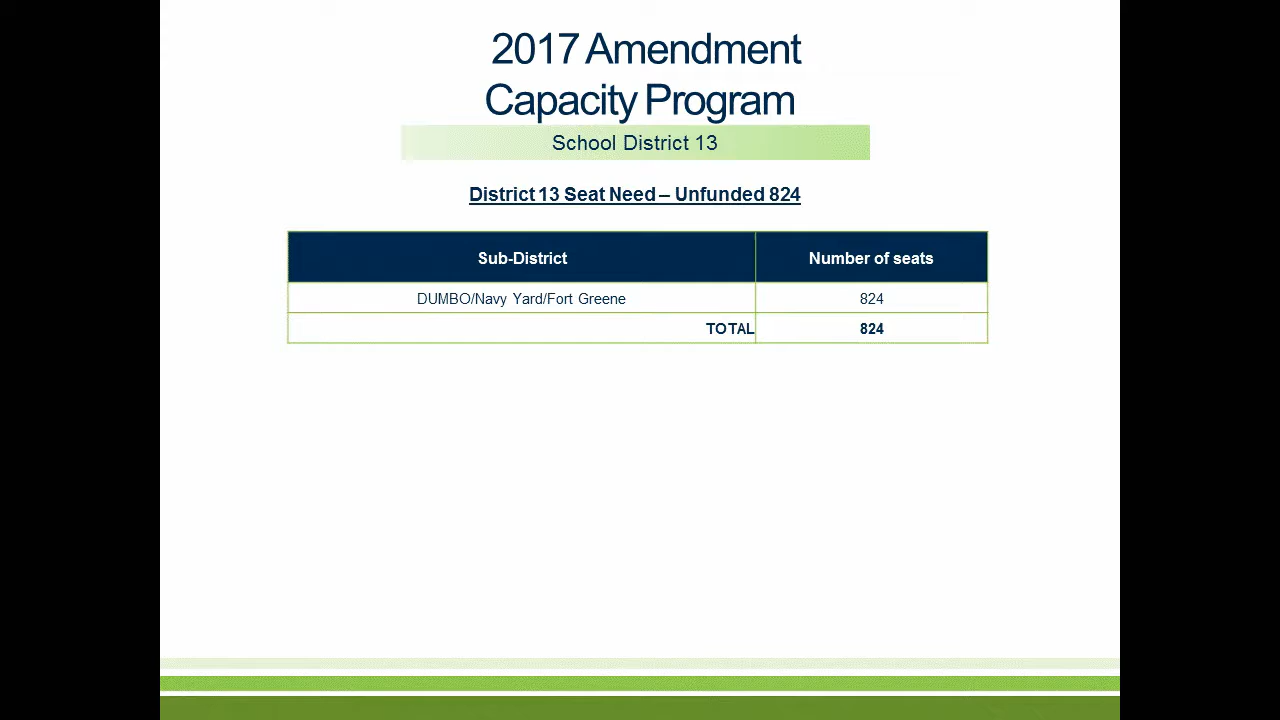 2017 Amendment
Capacity Program
School District 13
District 13 Seat Need – Unfunded 824
Sub-District Number of seats
DUMBO/Navy Yard/Fort Greene 824
TOTAL 824